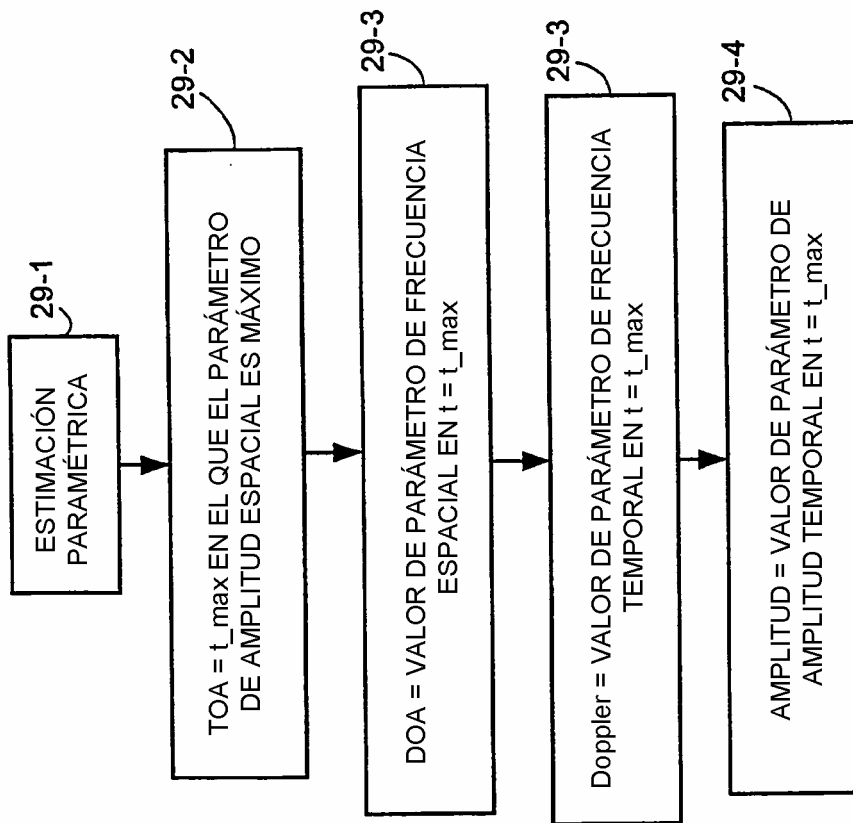 29-1
ESTIMACIÓN
PARAMÉTRICA
29-2
TOA = t_max EN EL QUE EL PARÁMETRO
DE AMPLITUD ESPACIAL ES MÁXIMO
29-3
DOA = VALOR DE PARÁMETRO DE FRECUENCIA
ESPACIAL EN t = t_max
29-3
Doppler = VALOR DE PARÁMETRO DE FRECUENCIA
TEMPORAL EN t = t_max
29-4
AMPLITUD = VALOR DE PARÁMETRO DE
AMPLITUD TEMPORAL EN t = t_max